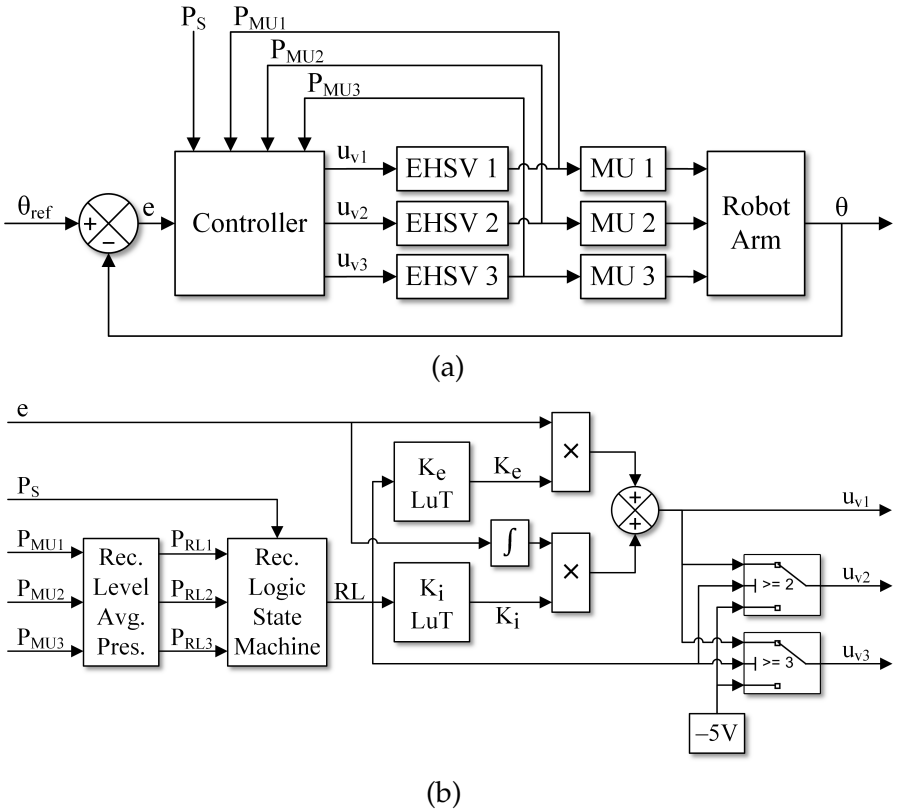 P_S
P_MU1
P_MU2
P_MU3
θ_ref
+
−
e
Controller
u_v1
u_v2
u_v3
EHSV 1
EHSV 2
EHSV 3
MU 1
MU 2
MU 3
Robot
Arm
θ
(a)
e
P_S
P_MU1
P_MU2
P_MU3
Rec.
Level
Avg.
Pres.
P_RL1
P_RL2
P_RL3
Rec.
Logic
State
Machine
RL
K_e
LuT
K_e
∫
K_i
LuT
K_i
×
×
+
+
u_v1
>= 2
u_v2
>= 3
u_v3
−5V
(b)